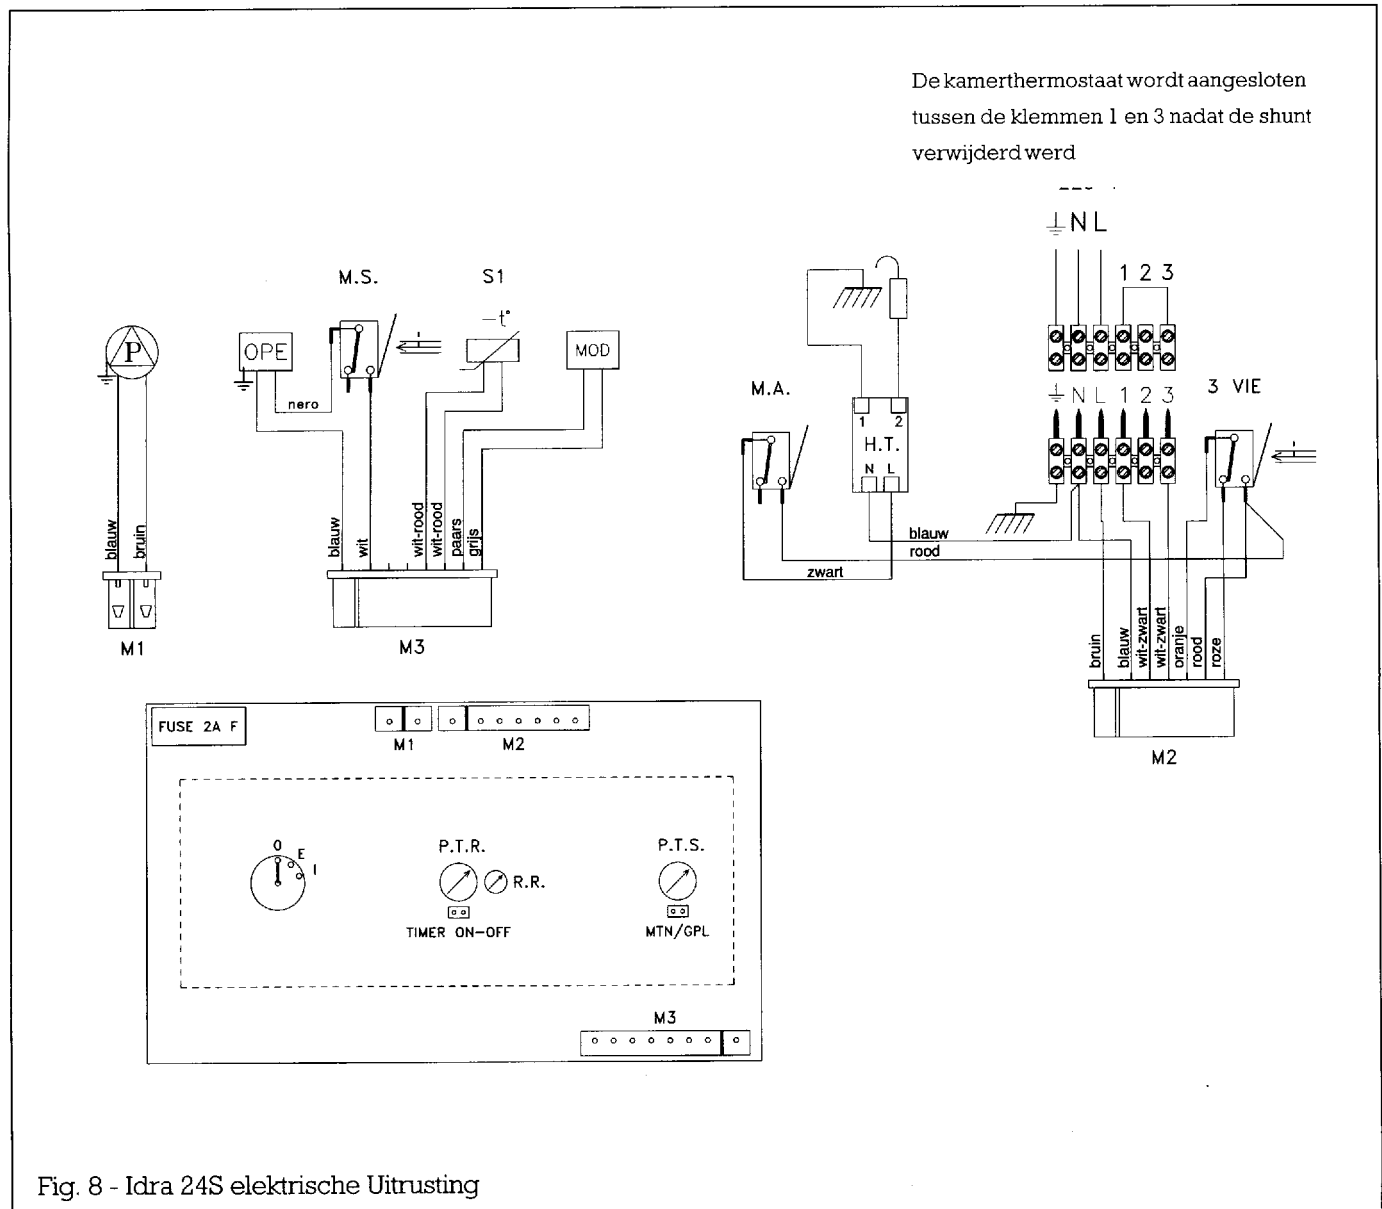 De kamerthermostaat wordt aangesloten
tussen de klemmen 1 en 3 nadat de shunt
verwijderd werd
N L
1 2 3
M.S.
S1
-t°
P
OPE
MOD
nero
M.A.
1 2
H.T.
N L
N L 1 2 3
3 VIE
blauw
bruin
blauw
wit
wit-rood
wit-rood
paars
grijs
blauw
rood
zwart
bruin
blauw
wit-zwart
wit-zwart
oranje
rood
roze
M1
M3
M2
FUSE 2A F
M1
M2
O
E
I
P.T.R.
R.R.
TIMER ON-OFF
P.T.S.
MTN/GPL
M3
Fig. 8 - Idra 24S elektrische Uitrusting